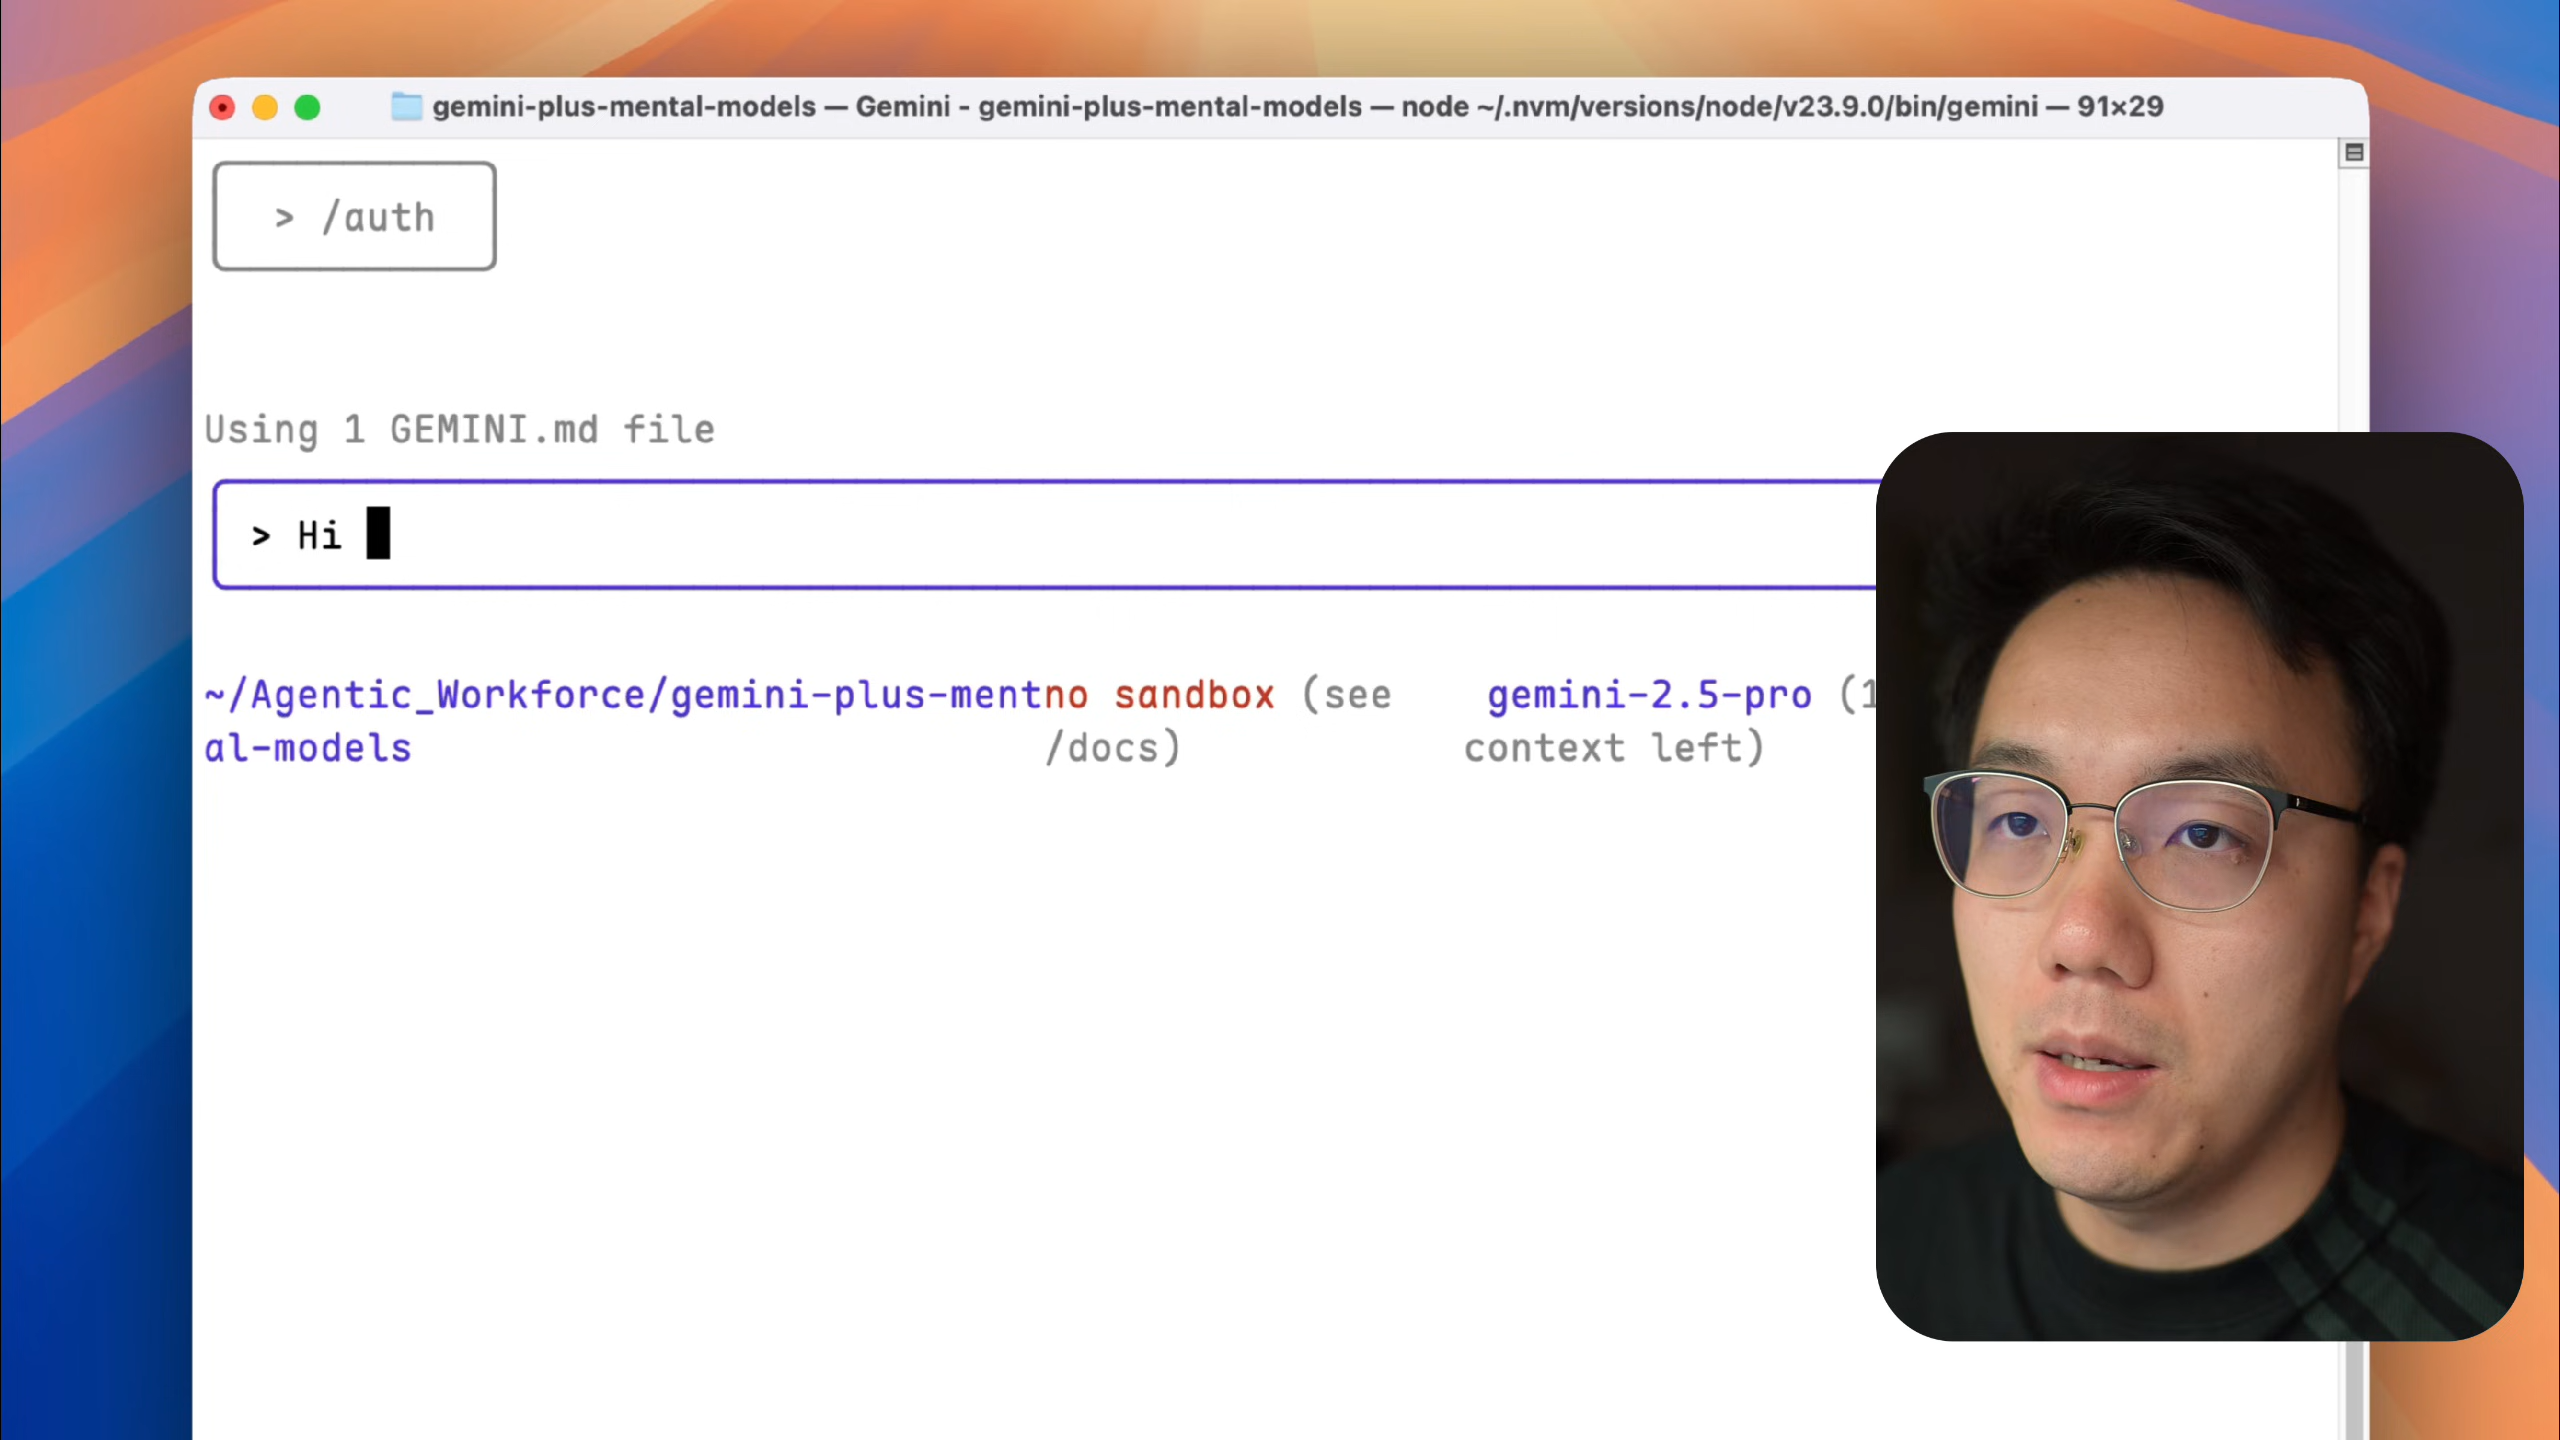 gemini-plus-mental-models — Gemini - gemini-plus-mental-models — node ~/.nvm/versions/node/v23.9.0/bin/gemini — 91×29
> /auth
Using 1 GEMINI.md file
> Hi
~/Agentic_Workforce/gemini-plus-mentno sandbox (see gemini-2.5-pro (1
al-models /docs) context left)